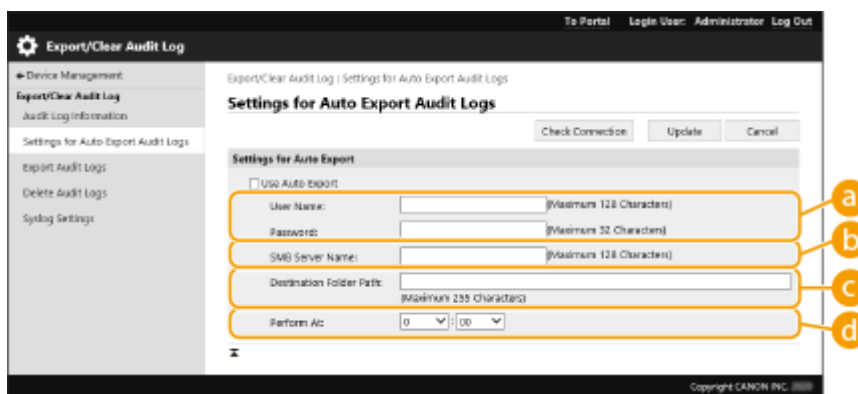 To Portal Login User: Administrator Log Out
Export/Clear Audit Log
Device Management
Export/Clear Audit Log : Settings for Auto Export Audit Logs
Export/Clear Audit Log
Settings for Auto Export Audit Logs
Audit Log Information
Check Connection Update Cancel
Settings for Auto Export Audit Logs
Settings for Auto Export
Export Audit Logs
Use Auto Export
Delete Audit Logs
User Name: (Maximum 128 Characters) a
Syslog Settings
Password: (Maximum 32 Characters)
SMB Server Name: (Maximum 128 Characters) b
Destination Folder Path: c
(Maximum 255 Characters)
Perform At: 0 : 00 d
Copyright CANON INC.